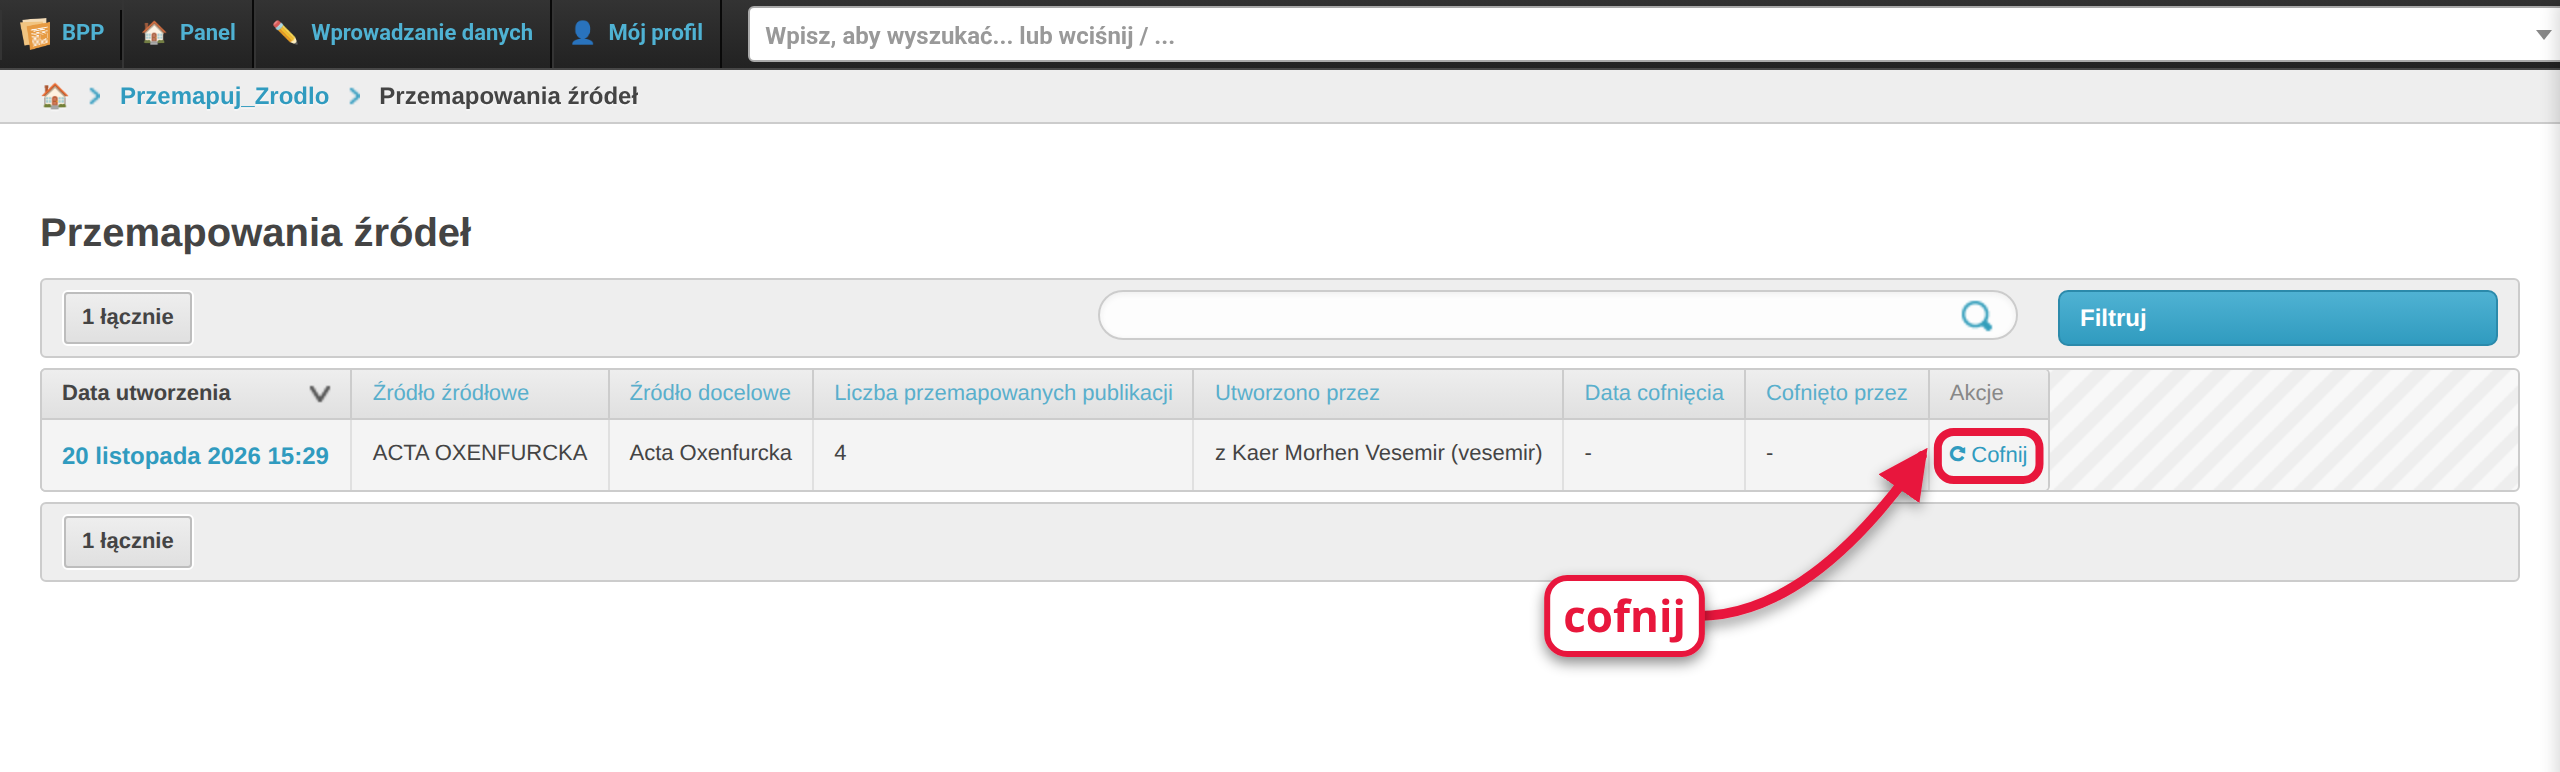 BPP Panel Wprowadzanie danych Mój profil Wpisz, aby wyszukać... lub wciśnij / ...
Przemapuj_Zrodlo Przemapowania źródeł
Przemapowania źródeł
1 łącznie Filtruj
Data utworzenia Źródło źródłowe Źródło docelowe Liczba przemapowanych publikacji Utworzono przez Data cofnięcia Cofnięto przez Akcje
20 listopada 2026 15:29 ACTA OXENFURCKA Acta Oxenfurcka 4 z Kaer Morhen Vesemir (vesemir) - - Cofnij
1 łącznie
cofnij